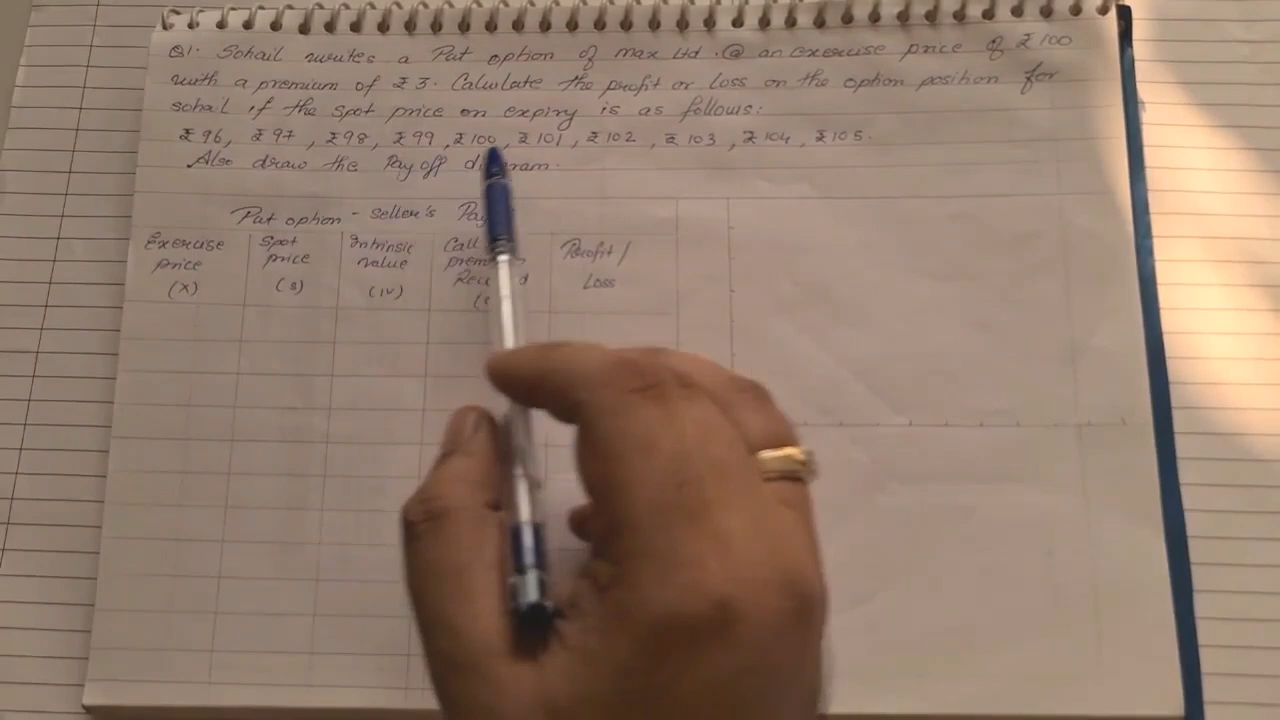 Q1. Sohail writes a Put option of Max Ltd. @ an exercise price of ₹100
with a premium of ₹3. Calculate the profit or Loss on the option position for
Sohail if the spot price on expiry is as follows:
₹96, ₹97, ₹98, ₹99, ₹100, ₹101, ₹102, ₹103, ₹104, ₹105.
Also draw the Pay off
Put option - Seller's
Exercise price (X)
Spot price (S)
Intrinsic value (IV)
Call
Profit / Loss